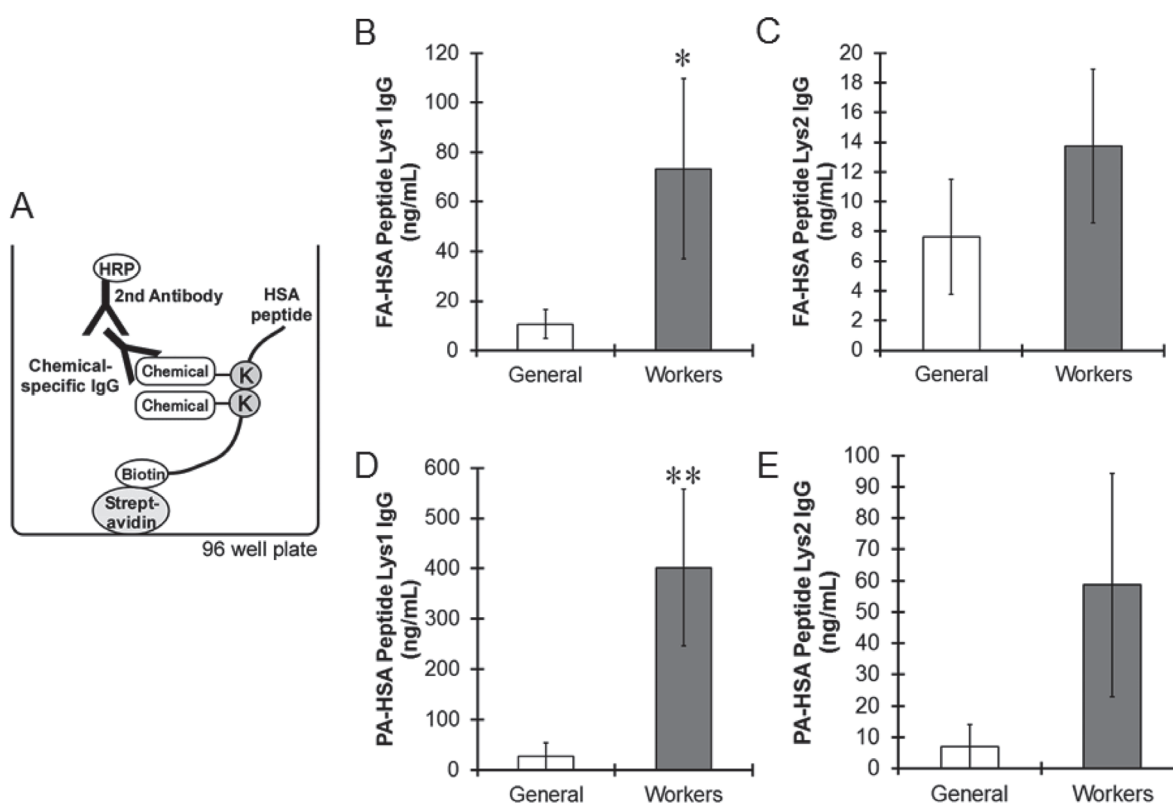 A
HRP
2nd Antibody
HSA
peptide
Chemical-
specific IgG
Chemical
K
Chemical
K
Biotin
Strept-
avidin
96 well plate
B
FA-HSA Peptide Lys1 IgG
(ng/mL)
120
100
80
60
40
20
0
*
General
Workers
C
FA-HSA Peptide Lys2 IgG
(ng/mL)
20
18
16
14
12
10
8
6
4
2
0
General
Workers
D
PA-HSA Peptide Lys1 IgG
(ng/mL)
600
500
400
300
200
100
0
**
General
Workers
E
PA-HSA Peptide Lys2 IgG
(ng/mL)
100
90
80
70
60
50
40
30
20
10
0
General
Workers